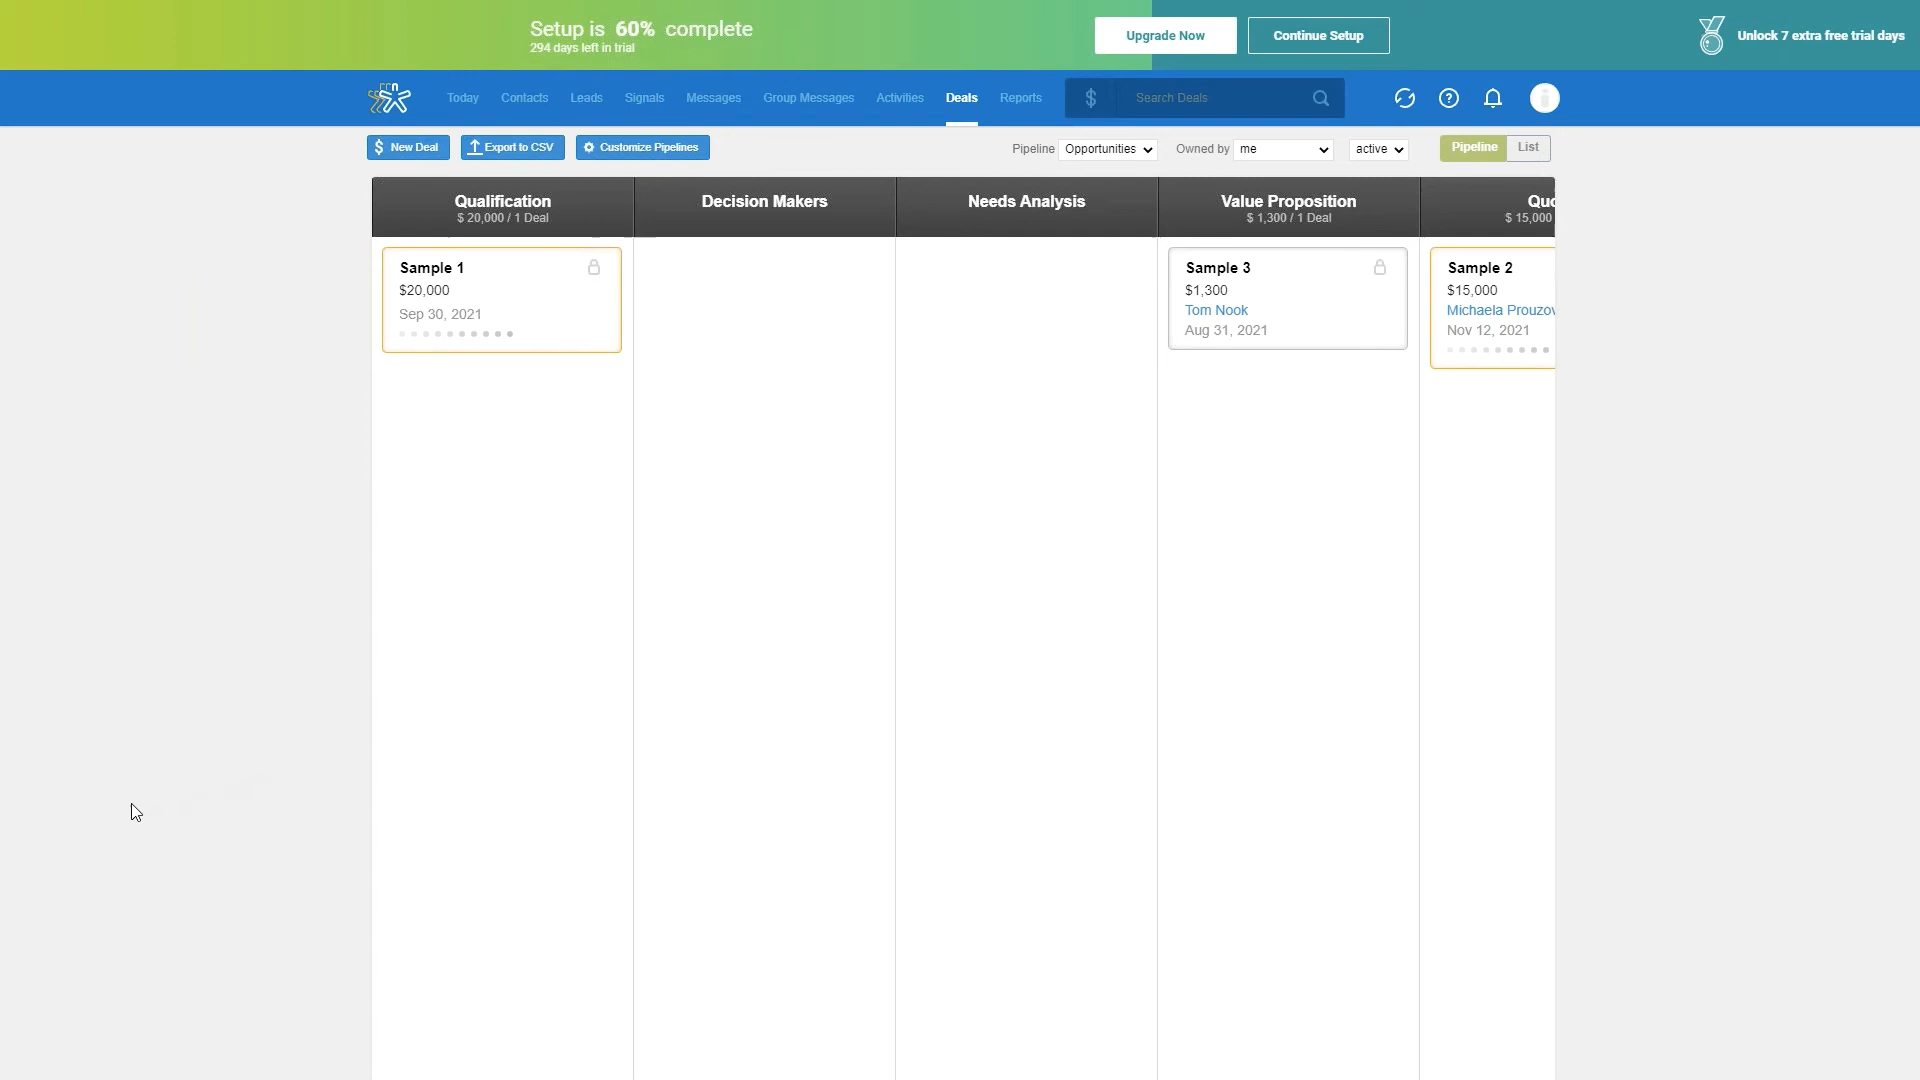 Setup is 60% complete
294 days left in trial
Upgrade Now
Continue Setup
Unlock 7 extra free trial days
Today
Contacts
Leads
Signals
Messages
Group Messages
Activities
Deals
Reports
$
Search Deals
?
$ New Deal
Export to CSV
Customize Pipelines
Pipeline
Opportunities
Owned by
me
active
Pipeline
List
Qualification
$ 20,000 / 1 Deal
Decision Makers
Needs Analysis
Value Proposition
$ 1,300 / 1 Deal
Quo
$ 15,000
Sample 1
$20,000
Sep 30, 2021
Sample 3
$1,300
Tom Nook
Aug 31, 2021
Sample 2
$15,000
Michaela Prouzov
Nov 12, 2021